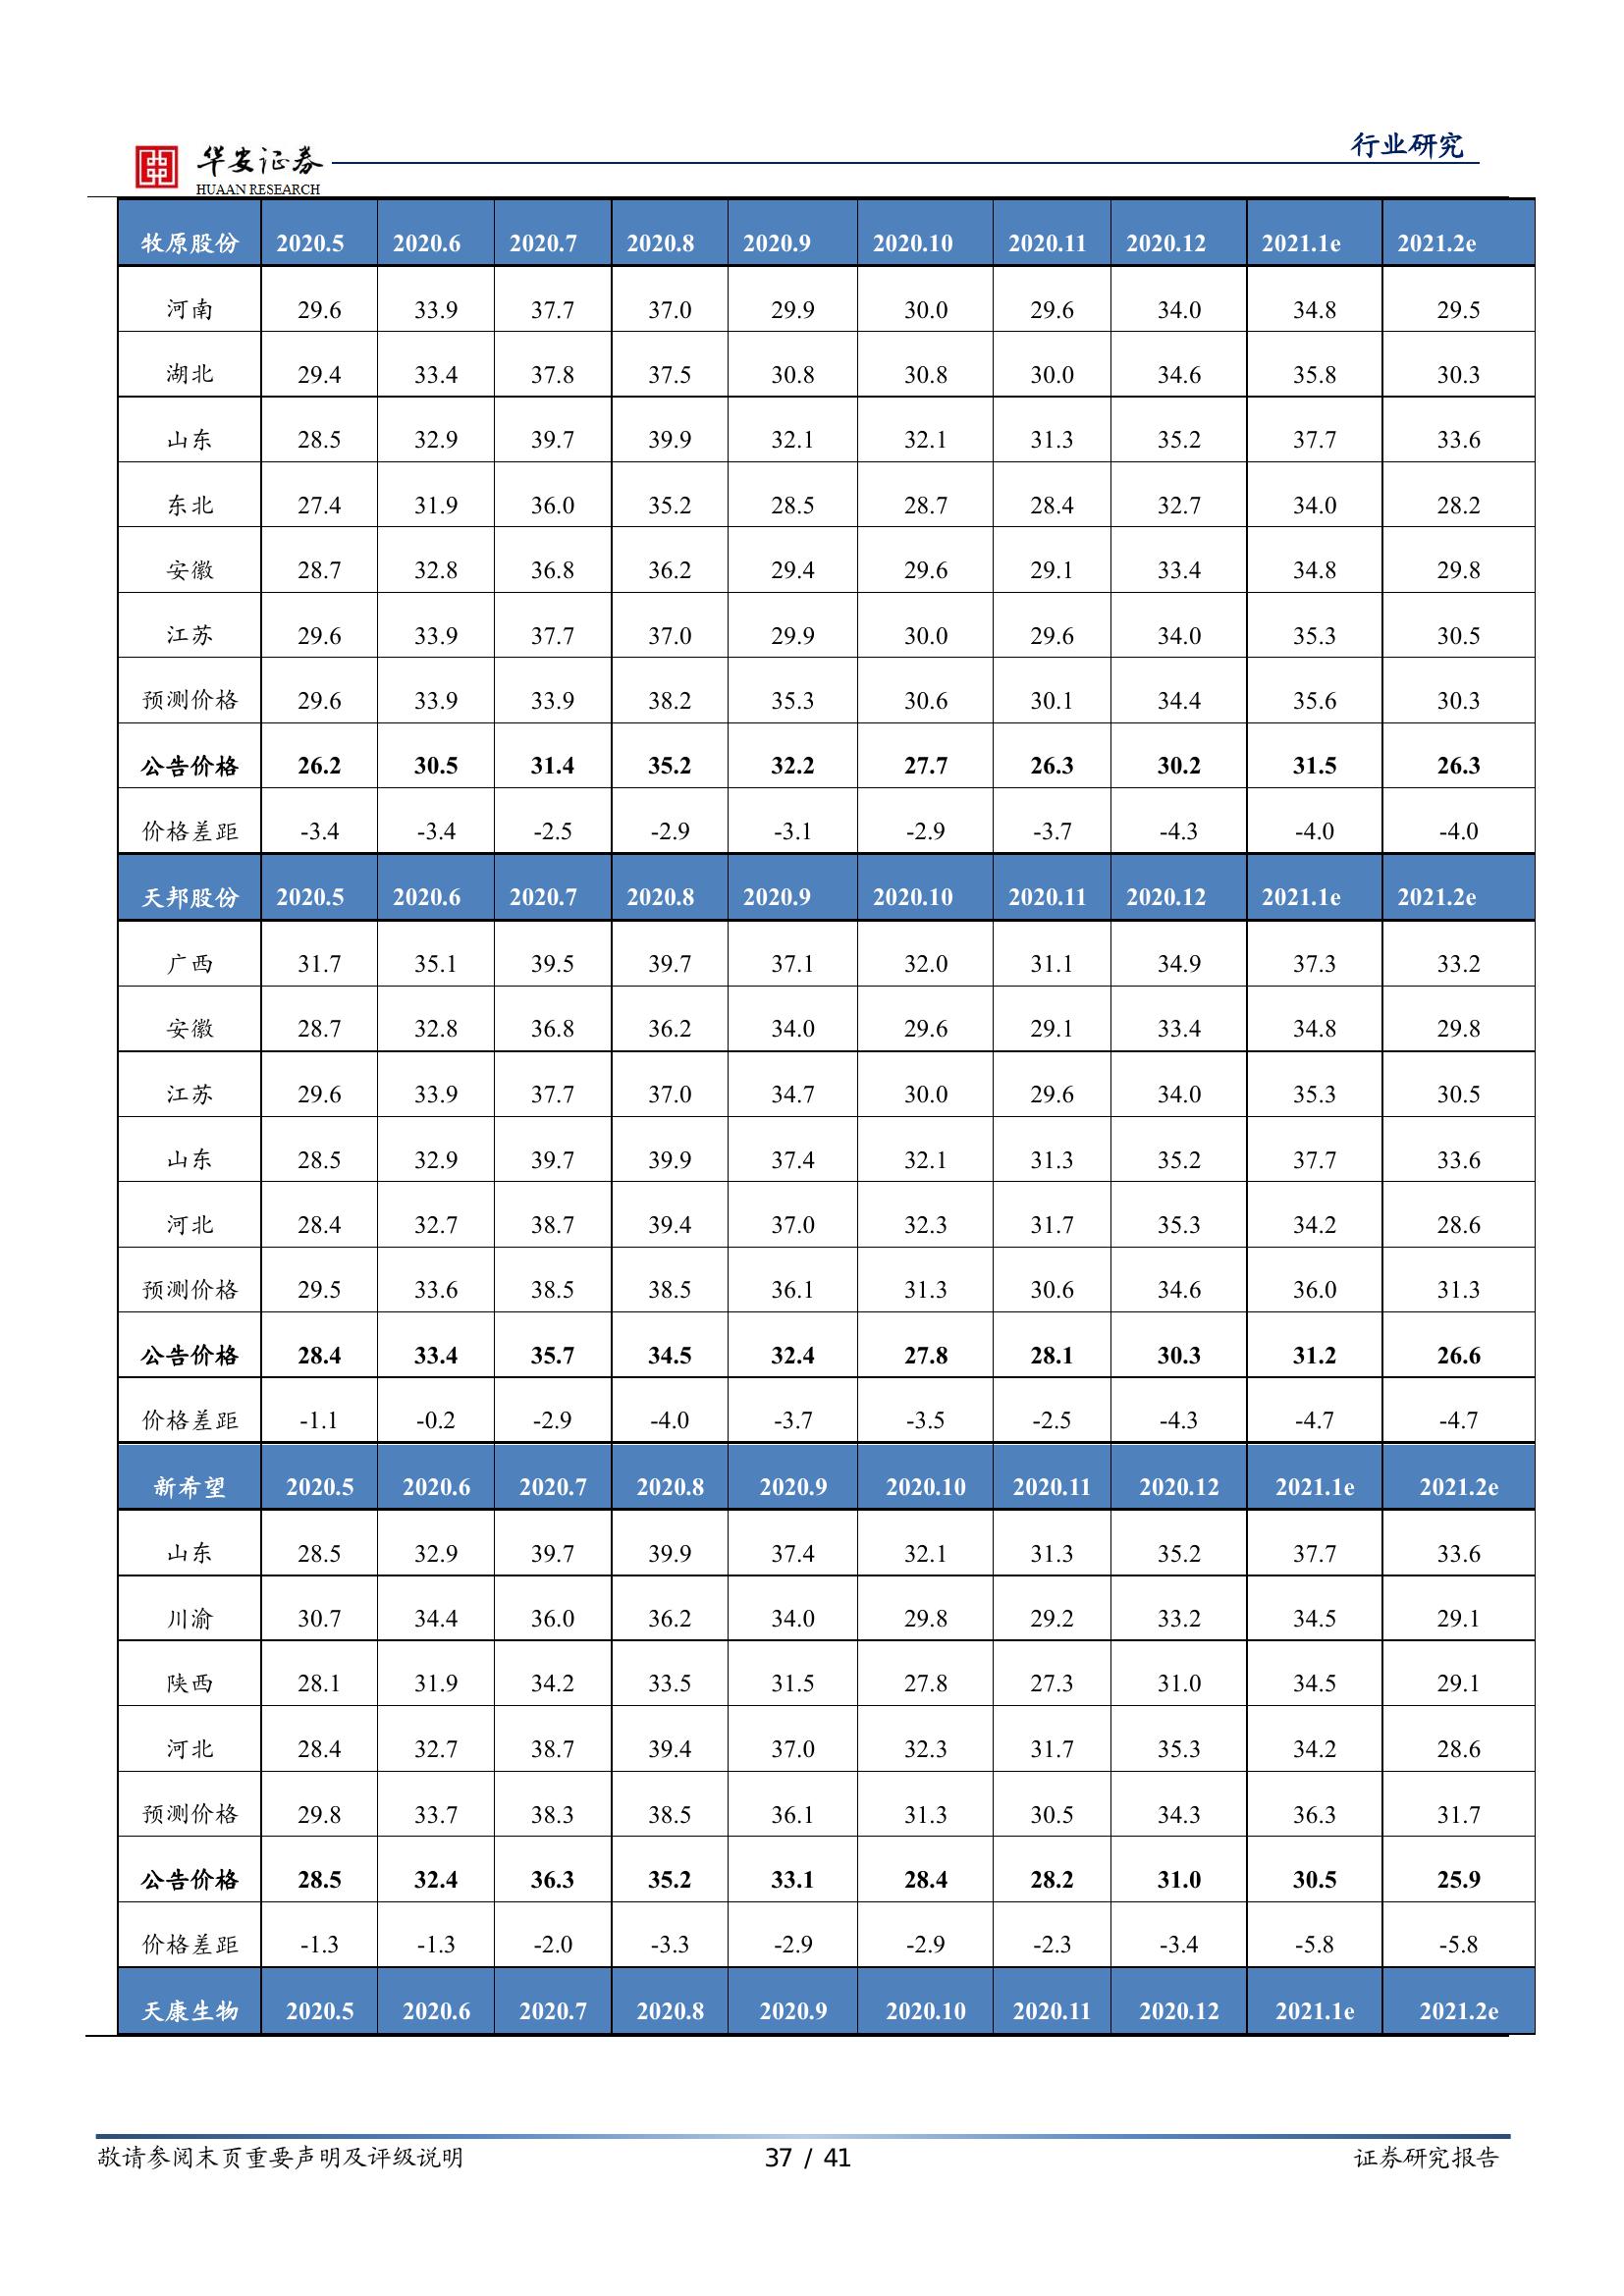 华安证券
HUAAN RESEARCH
行业研究
牧原股份 2020.5 2020.6 2020.7 2020.8 2020.9 2020.10 2020.11 2020.12 2021.1e 2021.2e
河南 29.6 33.9 37.7 37.0 29.9 30.0 29.6 34.0 34.8 29.5
湖北 29.4 33.4 37.8 37.5 30.8 30.8 30.0 34.6 35.8 30.3
山东 28.5 32.9 39.7 39.9 32.1 32.1 31.3 35.2 37.7 33.6
东北 27.4 31.9 36.0 35.2 28.5 28.7 28.4 32.7 34.0 28.2
安徽 28.7 32.8 36.8 36.2 29.4 29.6 29.1 33.4 34.8 29.8
江苏 29.6 33.9 37.7 37.0 29.9 30.0 29.6 34.0 35.3 30.5
预测价格 29.6 33.9 33.9 38.2 35.3 30.6 30.1 34.4 35.6 30.3
公告价格 26.2 30.5 31.4 35.2 32.2 27.7 26.3 30.2 31.5 26.3
价格差距 -3.4 -3.4 -2.5 -2.9 -3.1 -2.9 -3.7 -4.3 -4.0 -4.0
天邦股份 2020.5 2020.6 2020.7 2020.8 2020.9 2020.10 2020.11 2020.12 2021.1e 2021.2e
广西 31.7 35.1 39.5 39.7 37.1 32.0 31.1 34.9 37.3 33.2
安徽 28.7 32.8 36.8 36.2 34.0 29.6 29.1 33.4 34.8 29.8
江苏 29.6 33.9 37.7 37.0 34.7 30.0 29.6 34.0 35.3 30.5
山东 28.5 32.9 39.7 39.9 37.4 32.1 31.3 35.2 37.7 33.6
河北 28.4 32.7 38.7 39.4 37.0 32.3 31.7 35.3 34.2 28.6
预测价格 29.5 33.6 38.5 38.5 36.1 31.3 30.6 34.6 36.0 31.3
公告价格 28.4 33.4 35.7 34.5 32.4 27.8 28.1 30.3 31.2 26.6
价格差距 -1.1 -0.2 -2.9 -4.0 -3.7 -3.5 -2.5 -4.3 -4.7 -4.7
新希望 2020.5 2020.6 2020.7 2020.8 2020.9 2020.10 2020.11 2020.12 2021.1e 2021.2e
山东 28.5 32.9 39.7 39.9 37.4 32.1 31.3 35.2 37.7 33.6
川渝 30.7 34.4 36.0 36.2 34.0 29.8 29.2 33.2 34.5 29.1
陕西 28.1 31.9 34.2 33.5 31.5 27.8 27.3 31.0 34.5 29.1
河北 28.4 32.7 38.7 39.4 37.0 32.3 31.7 35.3 34.2 28.6
预测价格 29.8 33.7 38.3 38.5 36.1 31.3 30.5 34.3 36.3 31.7
公告价格 28.5 32.4 36.3 35.2 33.1 28.4 28.2 31.0 30.5 25.9
价格差距 -1.3 -1.3 -2.0 -3.3 -2.9 -2.9 -2.3 -3.4 -5.8 -5.8
天康生物 2020.5 2020.6 2020.7 2020.8 2020.9 2020.10 2020.11 2020.12 2021.1e 2021.2e
敬请参阅末页重要声明及评级说明 37 / 41 证券研究报告